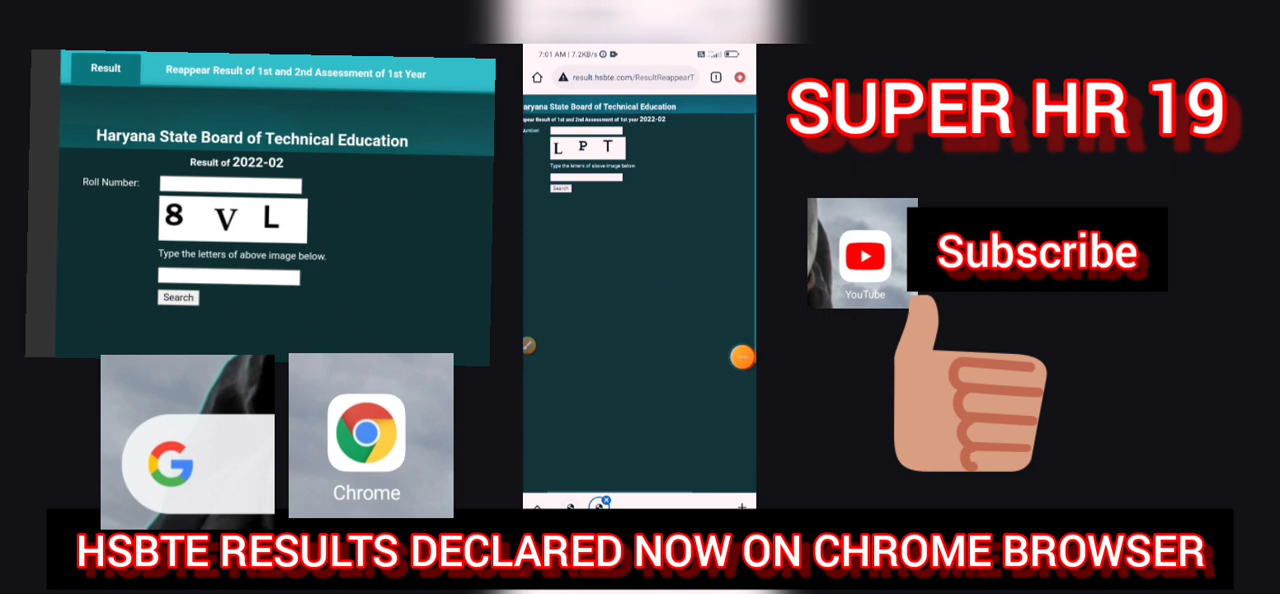 Result
Reappear Result of 1st and 2nd Assessment of 1st Year
Haryana State Board of Technical Education
Result of 2022-02
Roll Number:
8 V L
Type the letters of above image below.
Search
7:01 AM | 7.2KB/s
result.hsbte.com/ResultReappearT
1
aryana State Board of Technical Education
pear Result of 1st and 2nd Assessment of 1st year 2022-02
umber:
L P T
Type the letters of above image below
Search
SUPER HR 19
YouTube
Subscribe
G
Chrome
HSBTE RESULTS DECLARED NOW ON CHROME BROWSER